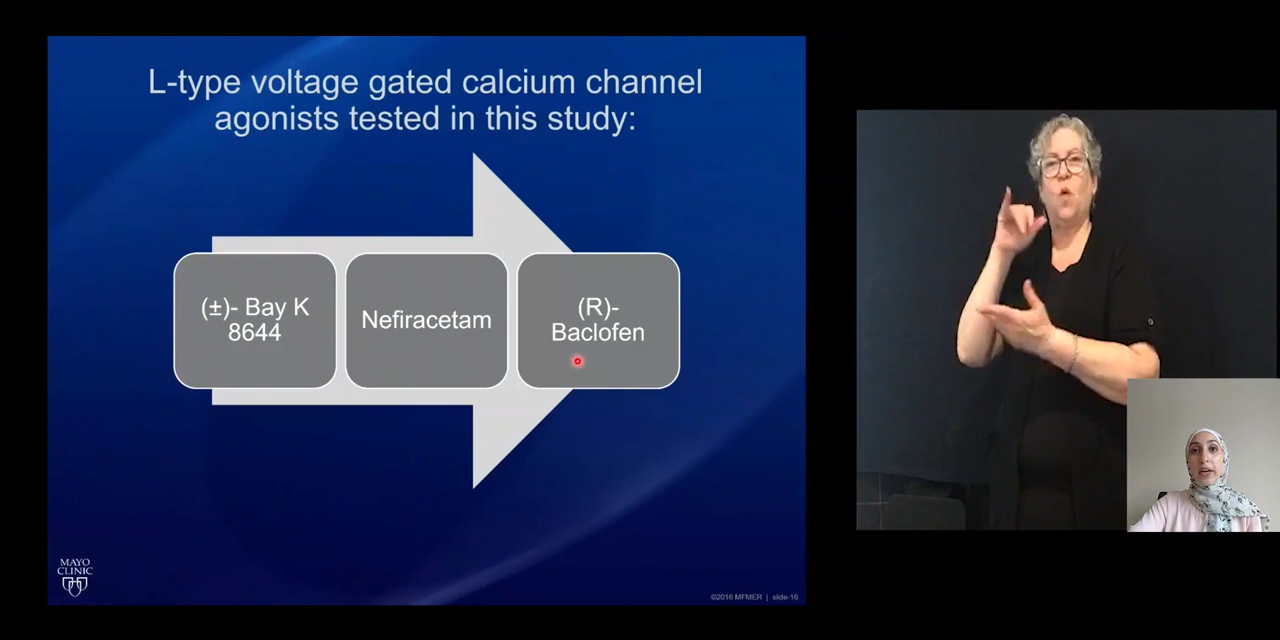 L-type voltage gated calcium channel
agonists tested in this study:
(±)- Bay K
8644
Nefiracetam
(R)-
Baclofen
MAYO
CLINIC
©2016 MFMER | slide-16